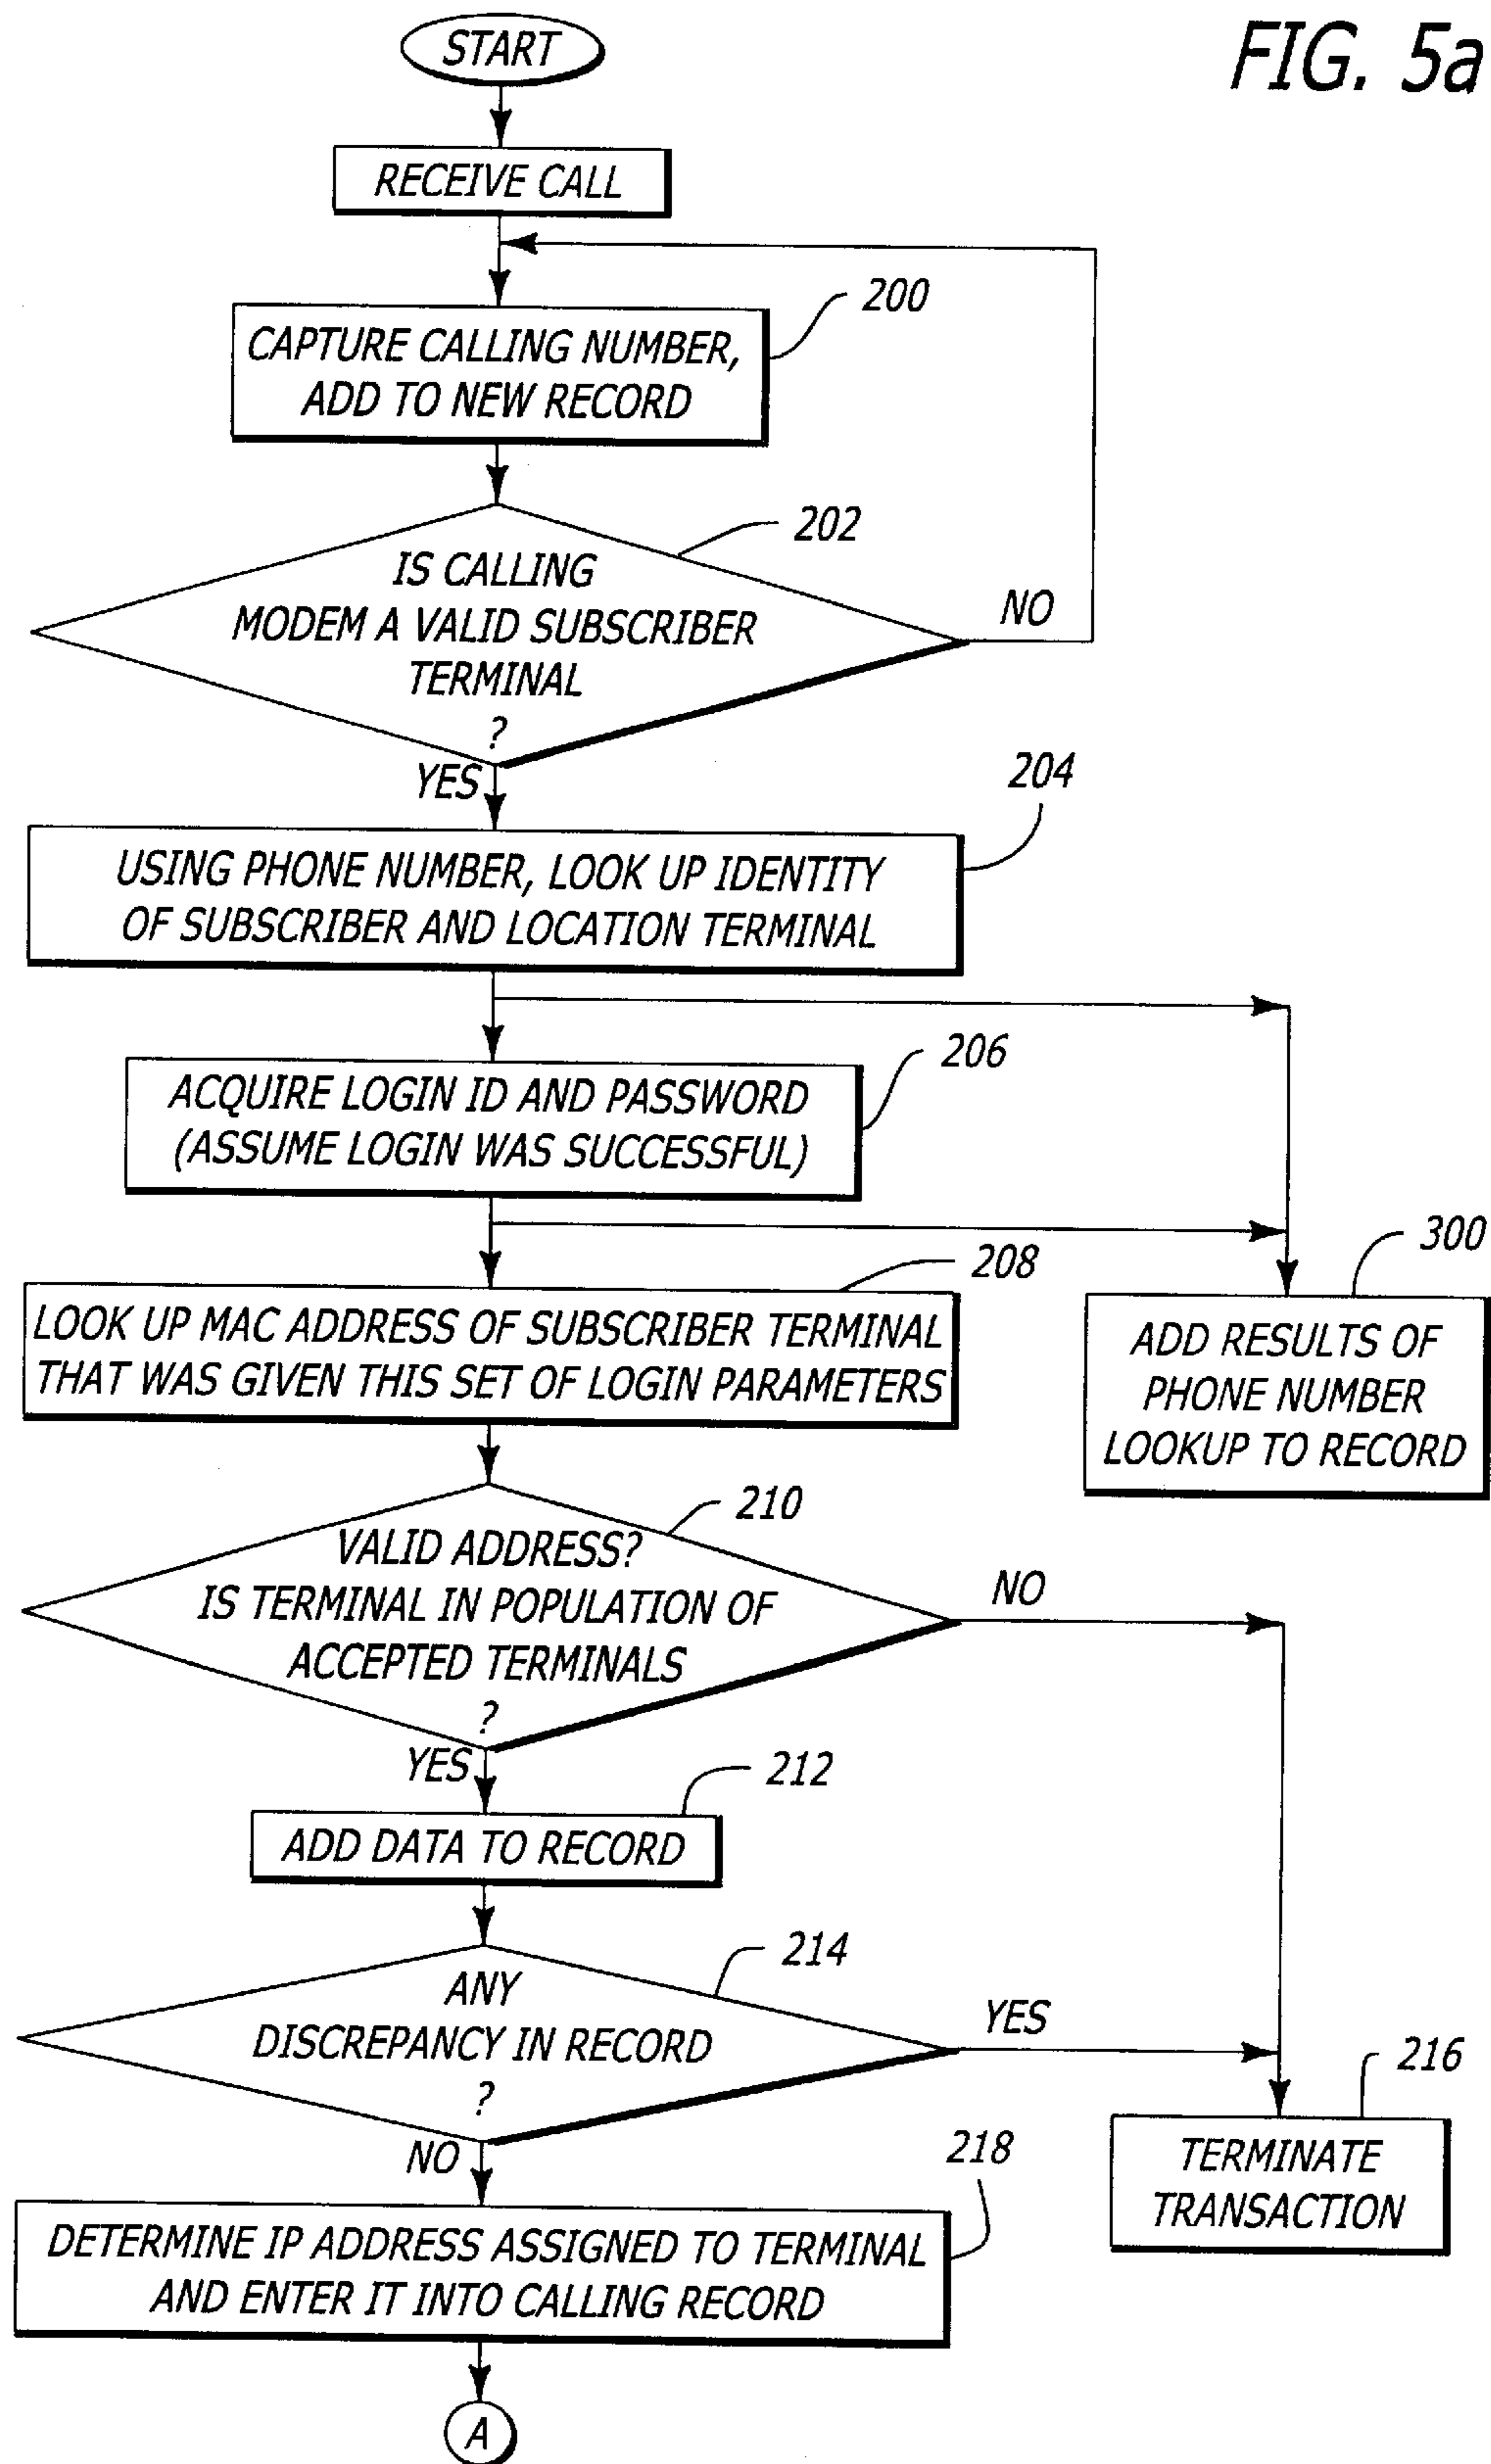 FIG. 5a
START
RECEIVE CALL
200
CAPTURE CALLING NUMBER,
ADD TO NEW RECORD
202
IS CALLING
MODEM A VALID SUBSCRIBER
TERMINAL
?
NO
YES
204
USING PHONE NUMBER, LOOK UP IDENTITY
OF SUBSCRIBER AND LOCATION TERMINAL
206
ACQUIRE LOGIN ID AND PASSWORD
(ASSUME LOGIN WAS SUCCESSFUL)
208
LOOK UP MAC ADDRESS OF SUBSCRIBER TERMINAL
THAT WAS GIVEN THIS SET OF LOGIN PARAMETERS
300
ADD RESULTS OF
PHONE NUMBER
LOOKUP TO RECORD
210
VALID ADDRESS?
IS TERMINAL IN POPULATION OF
ACCEPTED TERMINALS
?
NO
YES
212
ADD DATA TO RECORD
214
ANY
DISCREPANCY IN RECORD
?
YES
NO
216
TERMINATE
TRANSACTION
218
DETERMINE IP ADDRESS ASSIGNED TO TERMINAL
AND ENTER IT INTO CALLING RECORD
A